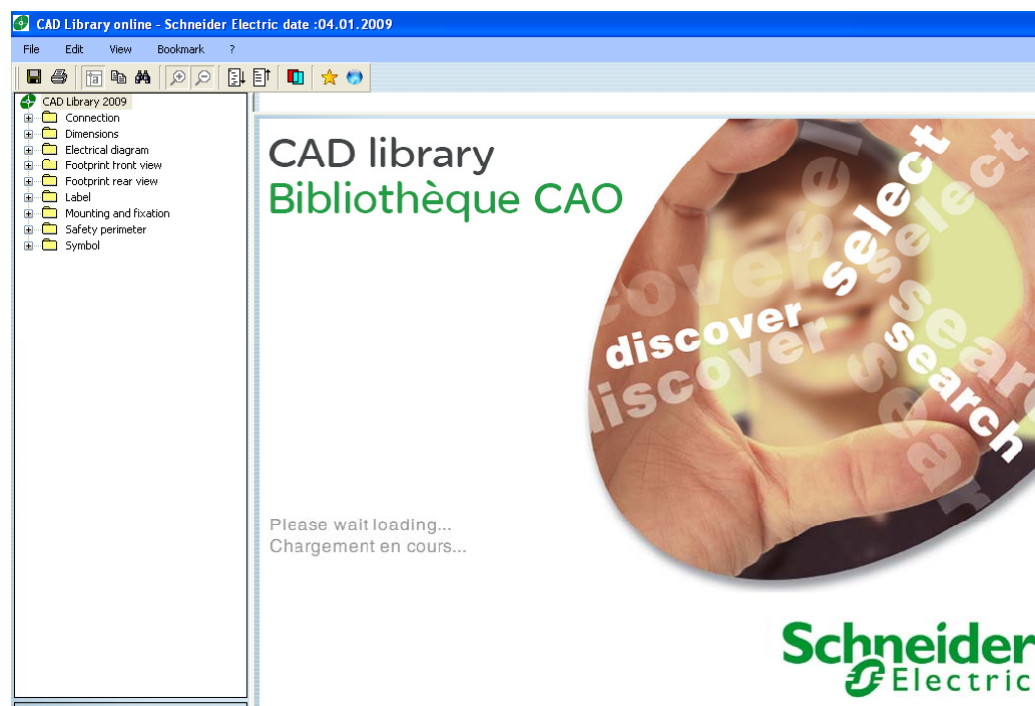 CAD Library online - Schneider Electric date :04.01.2009
File Edit View Bookmark ?
CAD Library 2009
Connection
Dimensions
Electrical diagram
Footprint front view
Footprint rear view
Label
Mounting and fixation
Safety perimeter
Symbol
CAD library
Bibliothèque CAO
select
select
discover
discover
search
Please wait loading...
Chargement en cours...
Schneider
Electric